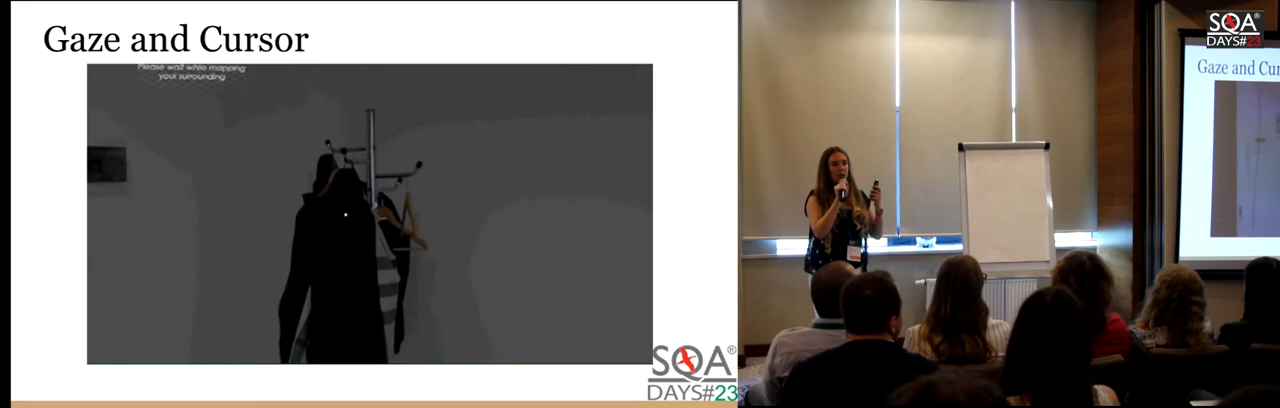 Gaze and Cursor
Please wait while mapping
your surrounding
SQA®
DAYS#23
SQA®
DAYS#23
Gaze and Cur